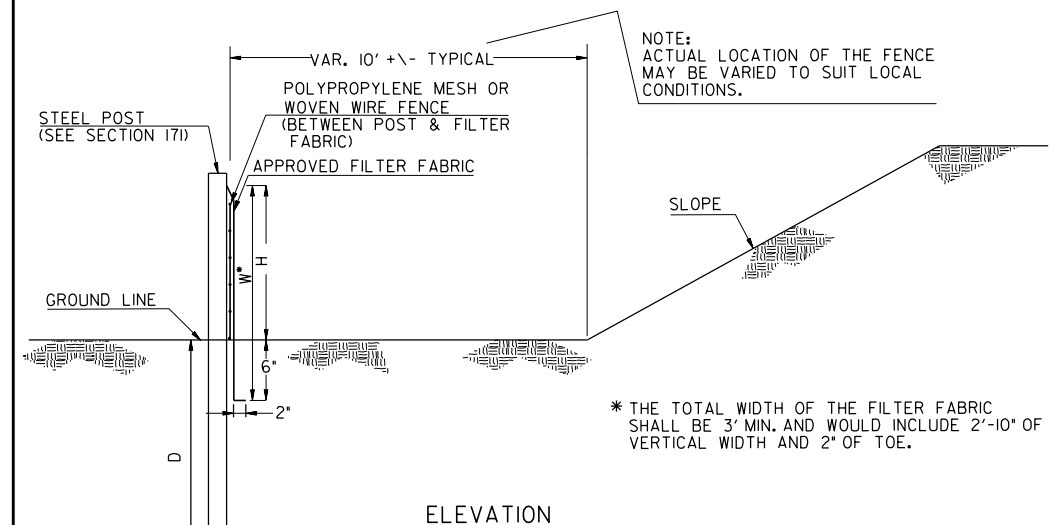 VAR. 10' +\- TYPICAL
NOTE:
ACTUAL LOCATION OF THE FENCE
MAY BE VARIED TO SUIT LOCAL
CONDITIONS.
POLYPROPYLENE MESH OR
WOVEN WIRE FENCE
(BETWEEN POST & FILTER
FABRIC)
STEEL POST
(SEE SECTION 171)
APPROVED FILTER FABRIC
SLOPE
W*
H
GROUND LINE
6"
2"
* THE TOTAL WIDTH OF THE FILTER FABRIC
SHALL BE 3' MIN. AND WOULD INCLUDE 2'-10" OF
VERTICAL WIDTH AND 2" OF TOE.
D
ELEVATION